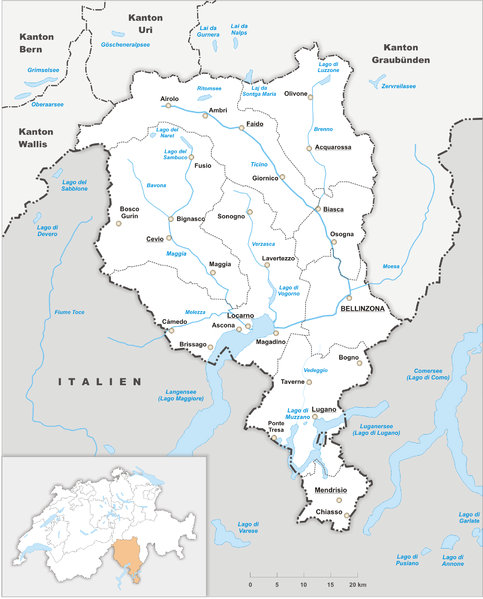 Kanton
Bern
Kanton
Uri
Göscheneralpsee
Lai da
Gurnera
Lai da
Nalps
Kanton
Graubünden
Grimselsee
Oberaarsee
Ritomsee
Lai da
Sontga Maria
Lago di
Luzzone
Zervreilasee
Olivone
Airolo
Ambri
Faido
Brenno
Kanton
Wallis
Lago del
Narèt
Lago del
Sambuco
Fusio
Acquarossa
Ticino
Giornico
Lago del
Sabbione
Bavona
Bosco
Gurin
Bignasco
Sonogno
Biasca
Lago di
Devero
Cevio
Verzasca
Osogna
Maggia
Maggia
Lavertezzo
Moesa
Lago di
Vogorno
Fiume Toce
Melezza
Locarno
BELLINZONA
Càmedo
Ascona
Brissago
Magadino
Bogno
ITALIEN
Langensee
(Lago Maggiore)
Vedeggio
Taverne
Comersee
(Lago di Como)
Lago di
Muzzano
Lugano
Ponte
Tresa
Luganersee
(Lago di Lugano)
Mendrisio
Chiasso
Lago di
Varese
Lago di
Garlate
Lago di
Pusiano
Lago di
Annone
0 5 10 15 20 km